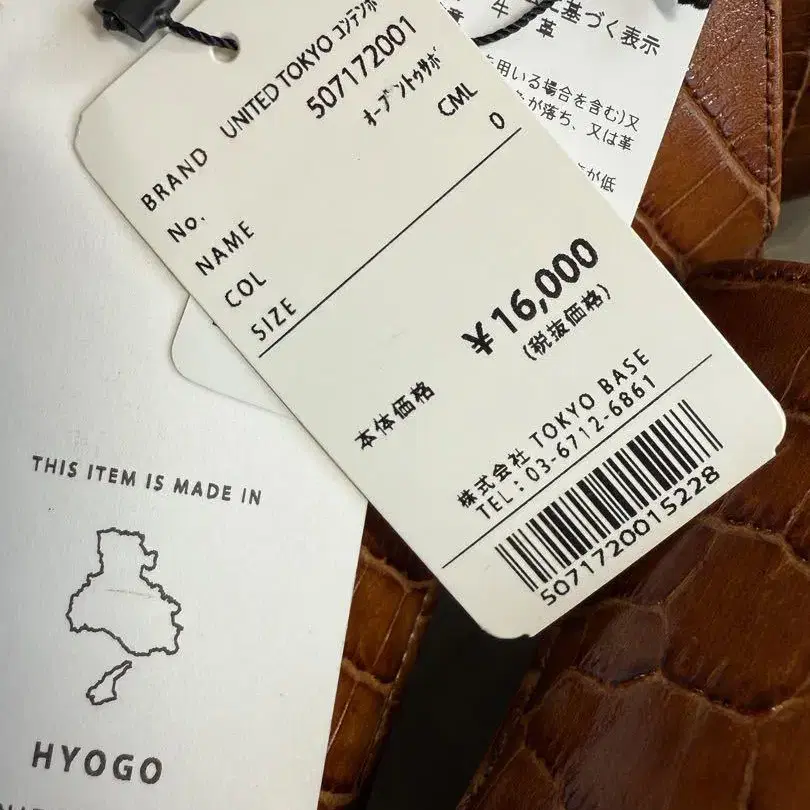 BRAND UNITED TOKYO コンテンポ
No. 507172001
NAME オープントゥサボ
COL CML
SIZE 0
本体価格 ¥16,000
(税抜価格)
株式会社 TOKYO BASE
TEL：03-6712-6861
5071720015228
THIS ITEM IS MADE IN
HYOGO
に基づく表示
牛革
用いる場合を含む)又
が落ち、又は革
が低